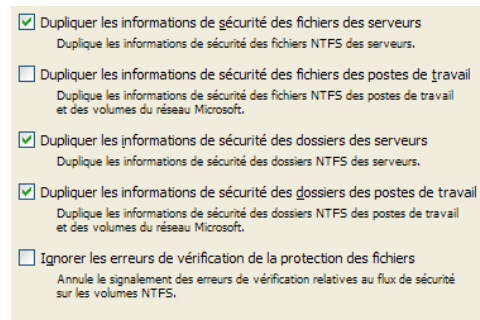 Dupliquer les informations de sécurité des fichiers des serveurs
Duplique les informations de sécurité des fichiers NTFS des serveurs.
Dupliquer les informations de sécurité des fichiers des postes de travail
Duplique les informations de sécurité des fichiers NTFS des postes de travail
et des volumes du réseau Microsoft.
Dupliquer les informations de sécurité des dossiers des serveurs
Duplique les informations de sécurité des dossiers NTFS des serveurs.
Dupliquer les informations de sécurité des dossiers des postes de travail
Duplique les informations de sécurité des dossiers NTFS des postes de travail
et des volumes du réseau Microsoft.
Ignorer les erreurs de vérification de la protection des fichiers
Annule le signalement des erreurs de vérification relatives au flux de sécurité
sur les volumes NTFS.